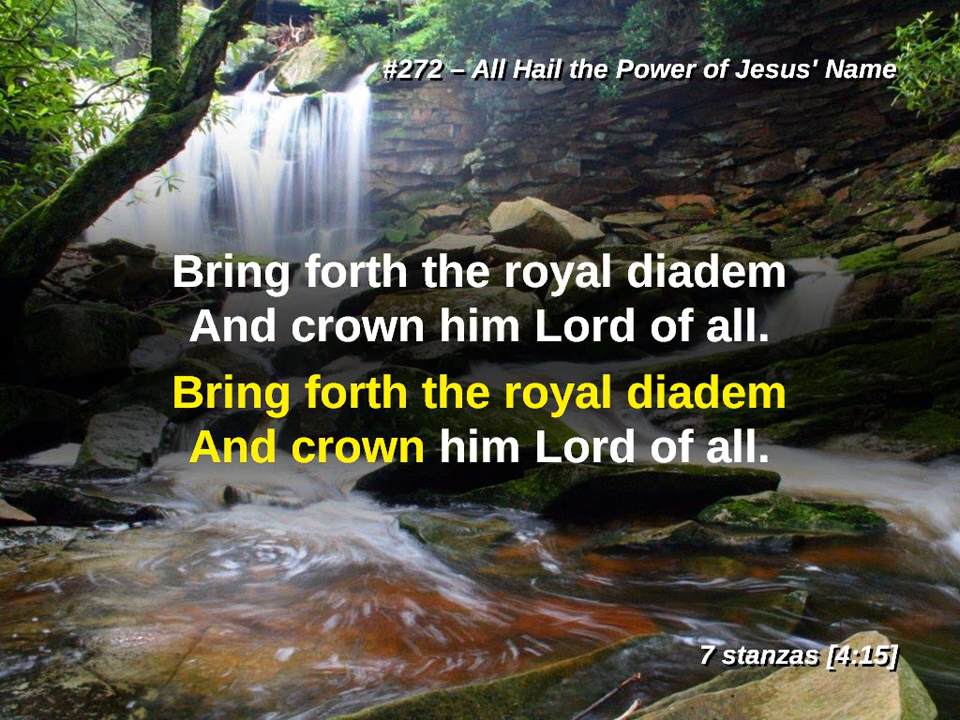 #272 – All Hail the Power of Jesus' Name
Bring forth the royal diadem
And crown him Lord of all.
Bring forth the royal diadem
And crown him Lord of all.
7 stanzas [4:15]